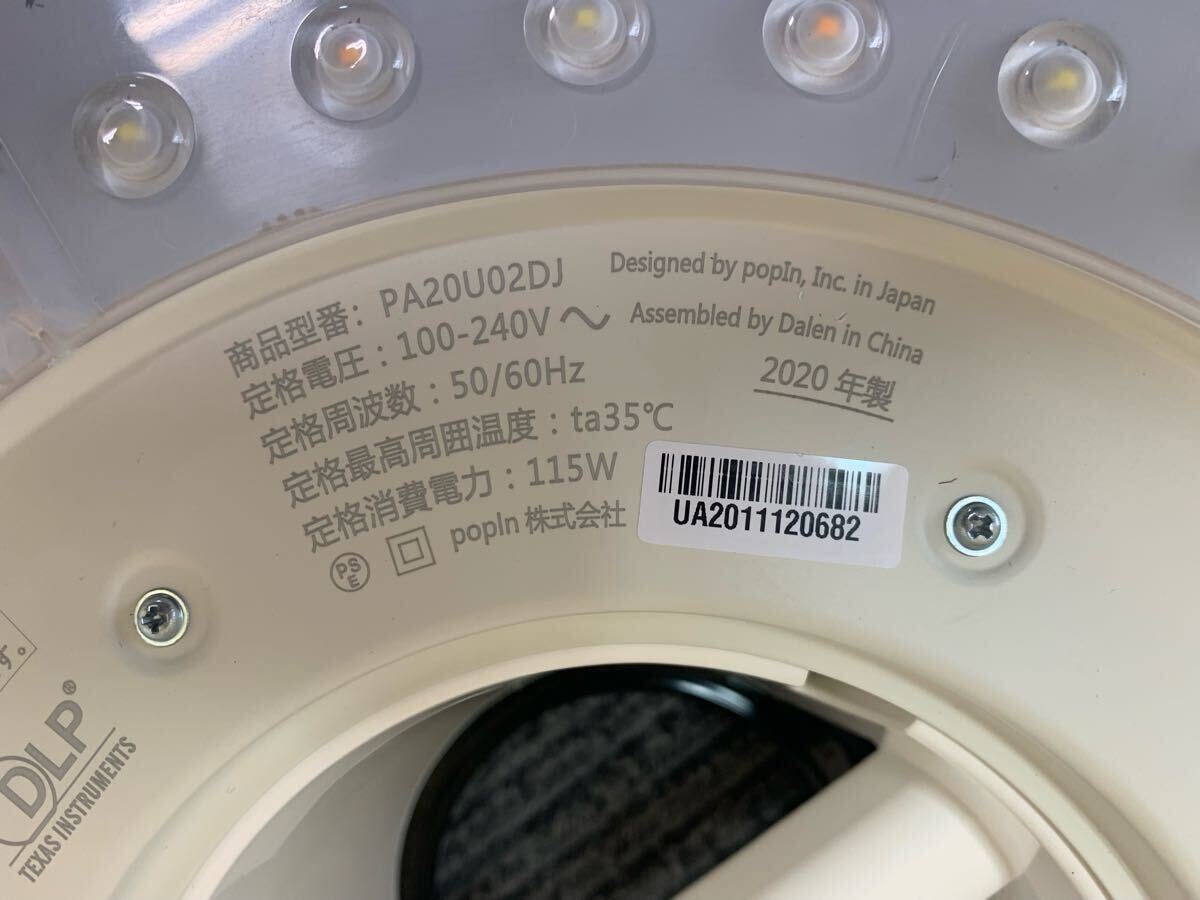 商品型番：PA20U02DJ
定格電圧：100-240V～
定格周波数：50/60Hz
定格最高周囲温度：ta35℃
定格消費電力：115W
PS
E
popIn 株式会社
Designed by popIn, Inc. in Japan
Assembled by Dalen in China
2020 年製
UA2011120682
す。
DLP®
TEXAS INSTRUMENTS